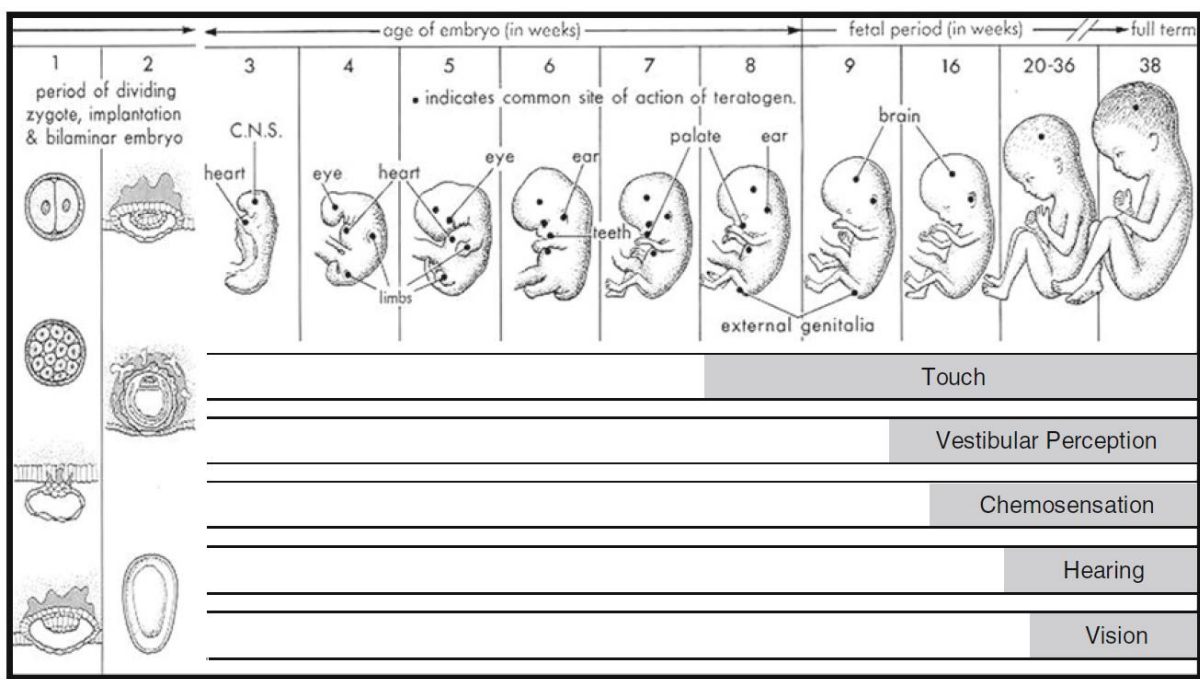 age of embryo (in weeks)
fetal period (in weeks)
full term
1
2
3
4
5
6
7
8
9
16
20-36
38
period of dividing
zygote, implantation
& bilaminar embryo
• indicates common site of action of teratogen.
C.N.S.
heart
eye
heart
eye
ear
palate
ear
brain
teeth
limbs
external genitalia
Touch
Vestibular Perception
Chemosensation
Hearing
Vision